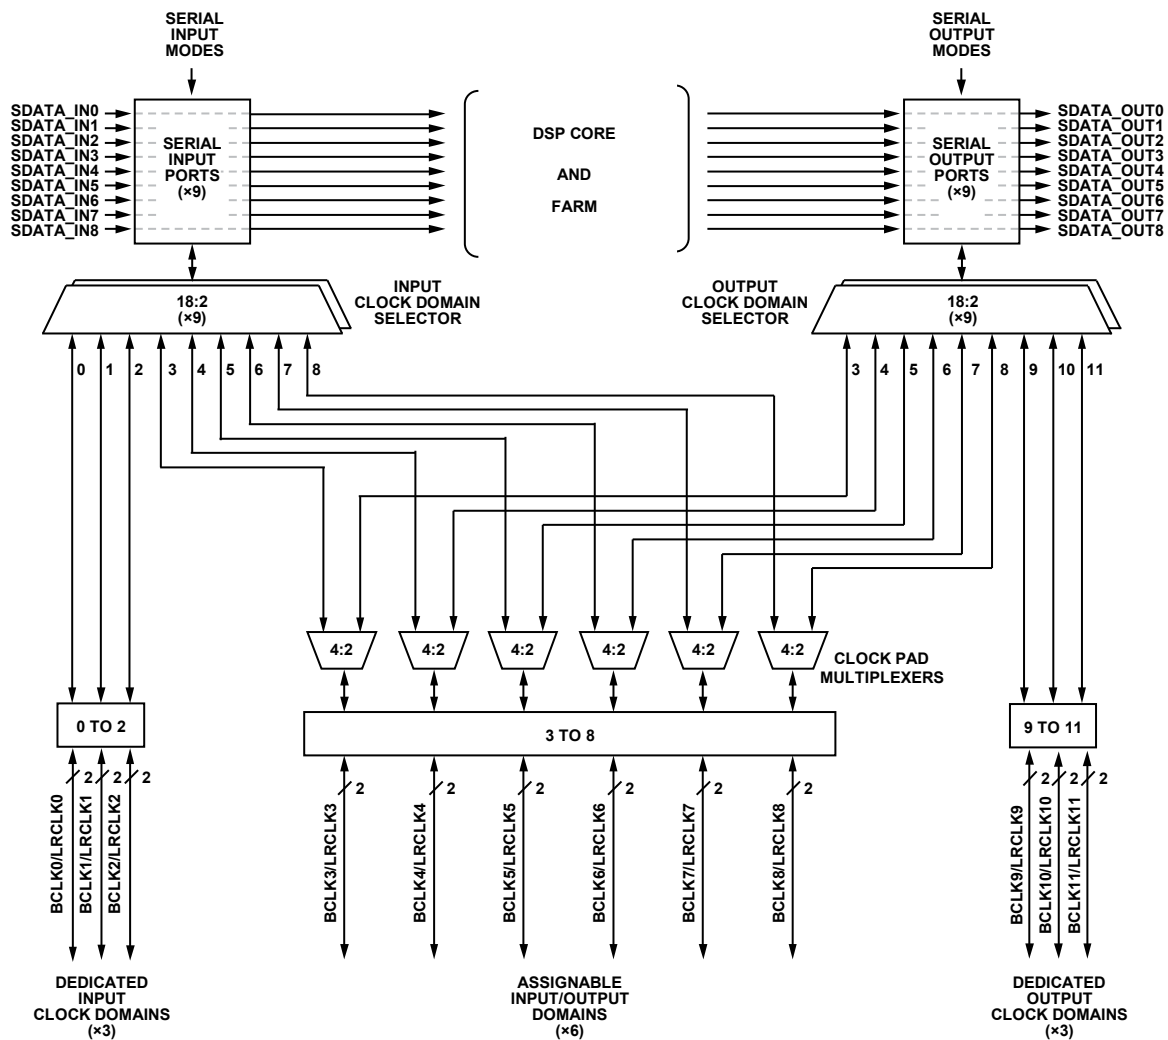 SERIAL
INPUT
MODES
SERIAL
OUTPUT
MODES
SDATA_IN0
SDATA_IN1
SDATA_IN2
SDATA_IN3
SDATA_IN4
SDATA_IN5
SDATA_IN6
SDATA_IN7
SDATA_IN8
SERIAL
INPUT
PORTS
(×9)
DSP CORE
AND
FARM
SERIAL
OUTPUT
PORTS
(×9)
SDATA_OUT0
SDATA_OUT1
SDATA_OUT2
SDATA_OUT3
SDATA_OUT4
SDATA_OUT5
SDATA_OUT6
SDATA_OUT7
SDATA_OUT8
18:2
(×9)
INPUT
CLOCK DOMAIN
SELECTOR
OUTPUT
CLOCK DOMAIN
SELECTOR
18:2
(×9)
0 1 2 3 4 5 6 7 8
3 4 5 6 7 8 9 10 11
4:2 4:2 4:2 4:2 4:2 4:2
CLOCK PAD
MULTIPLEXERS
0 TO 2
3 TO 8
9 TO 11
2 2 2
2 2 2 2 2 2
2 2 2
BCLK0/LRCLK0
BCLK1/LRCLK1
BCLK2/LRCLK2
BCLK3/LRCLK3
BCLK4/LRCLK4
BCLK5/LRCLK5
BCLK6/LRCLK6
BCLK7/LRCLK7
BCLK8/LRCLK8
BCLK9/LRCLK9
BCLK10/LRCLK10
BCLK11/LRCLK11
DEDICATED
INPUT
CLOCK DOMAINS
(×3)
ASSIGNABLE
INPUT/OUTPUT
DOMAINS
(×6)
DEDICATED
OUTPUT
CLOCK DOMAINS
(×3)